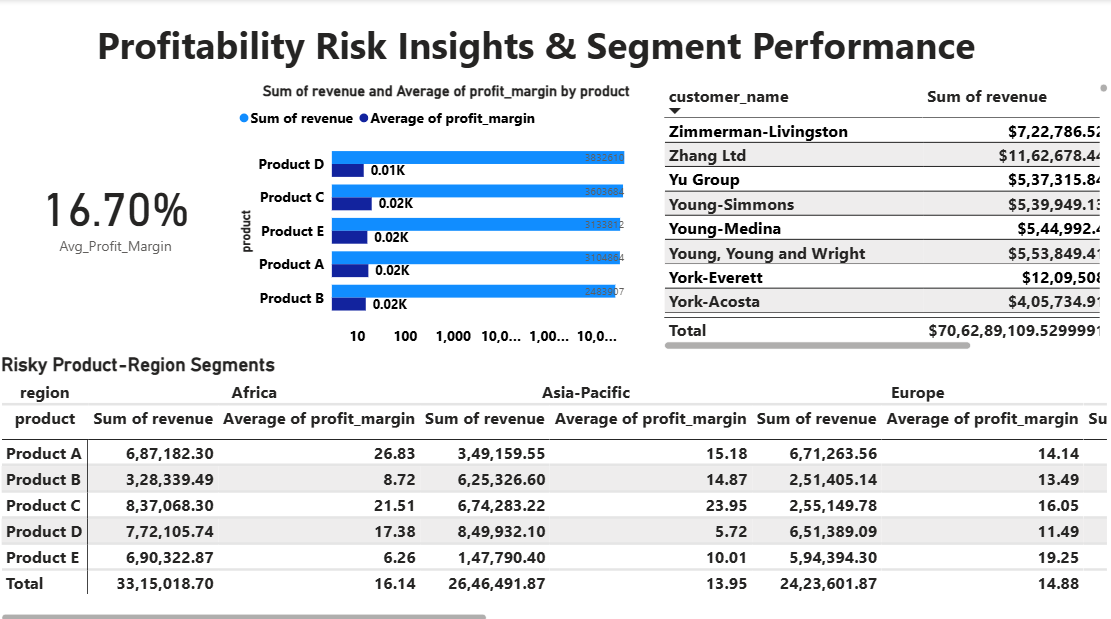 Profitability Risk Insights & Segment Performance
Sum of revenue and Average of profit_margin by product
Sum of revenue Average of profit_margin
product
Product D 3832610 0.01K
Product C 3603684 0.02K
Product E 3133812 0.02K
Product A 3104884 0.02K
Product B 2483907 0.02K
10 100 1,000 10,0... 1,00... 10,0...
16.70%
Avg_Profit_Margin
customer_name Sum of revenue
Zimmerman-Livingston $7,22,786.52
Zhang Ltd $11,62,678.44
Yu Group $5,37,315.84
Young-Simmons $5,39,949.13
Young-Medina $5,44,992.4
Young, Young and Wright $5,53,849.41
York-Everett $12,09,508
York-Acosta $4,05,734.91
Total $70,62,89,109.5299991
Risky Product-Region Segments
region Africa Asia-Pacific Europe
product Sum of revenue Average of profit_margin Sum of revenue Average of profit_margin Sum of revenue Average of profit_margin Su
Product A 6,87,182.30 26.83 3,49,159.55 15.18 6,71,263.56 14.14
Product B 3,28,339.49 8.72 6,25,326.60 14.87 2,51,405.14 13.49
Product C 8,37,068.30 21.51 6,74,283.22 23.95 2,55,149.78 16.05
Product D 7,72,105.74 17.38 8,49,932.10 5.72 6,51,389.09 11.49
Product E 6,90,322.87 6.26 1,47,790.40 10.01 5,94,394.30 19.25
Total 33,15,018.70 16.14 26,46,491.87 13.95 24,23,601.87 14.88